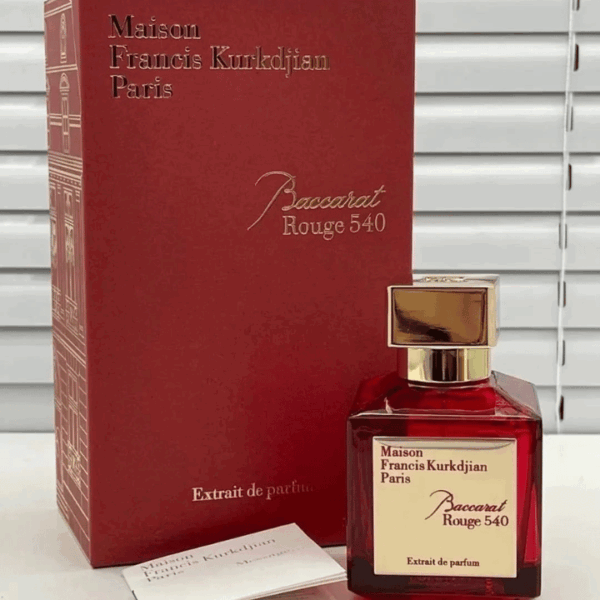 Maison
Francis Kurkdjian
Paris
Baccarat
Rouge 540
Extrait de parfum
Maison
Francis Kurkdjian
Paris
Baccarat
Rouge 540
Extrait de parfum
Maison
Francis Kurkdjian
Paris